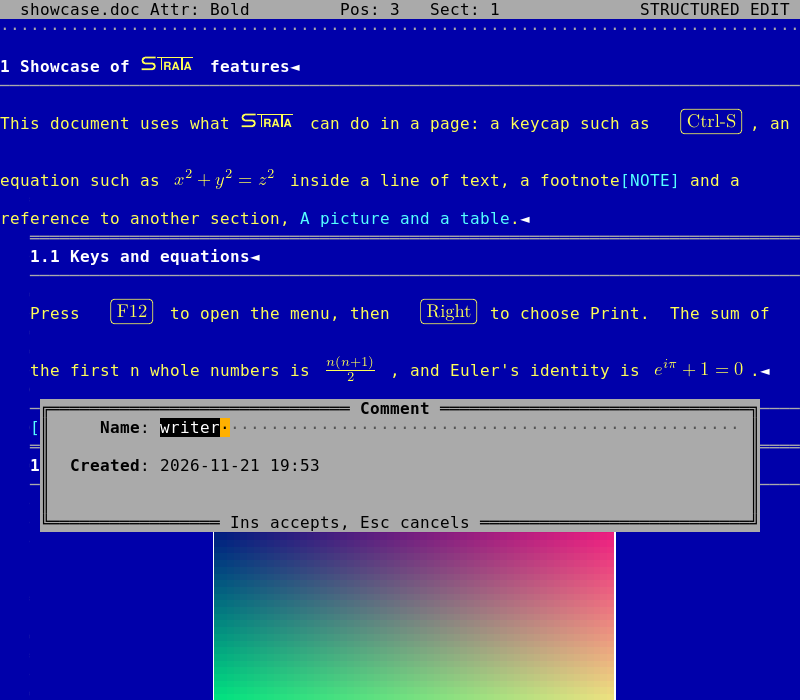 showcase.doc Attr: Bold Pos: 3 Sect: 1 STRUCTURED EDIT
1 Showcase of STRATA features◄
This document uses what STRATA can do in a page: a keycap such as Ctrl-S , an
equation such as x² + y² = z² inside a line of text, a footnote[NOTE] and a
reference to another section, A picture and a table.◄
1.1 Keys and equations◄
Press F12 to open the menu, then Right to choose Print. The sum of
the first n whole numbers is n(n+1)/2 , and Euler's identity is e^{iπ} + 1 = 0 .◄
Comment
[ Name: writer
1 Created: 2026-11-21 19:53
Ins accepts, Esc cancels